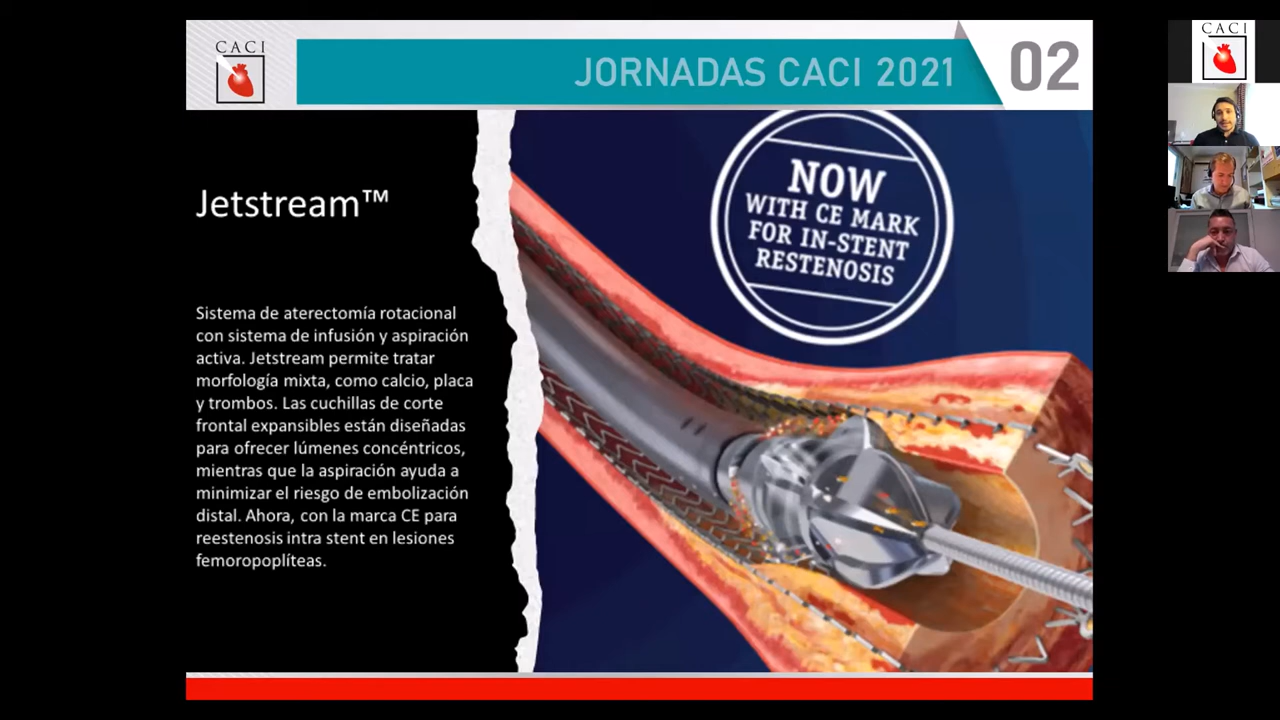 CACI
JORNADAS CACI 2021
02
CACI
Jetstream™
NOW
WITH CE MARK
FOR IN-STENT
RESTENOSIS
Sistema de aterectomía rotacional
con sistema de infusión y aspiración
activa. Jetstream permite tratar
morfología mixta, como calcio, placa
y trombos. Las cuchillas de corte
frontal expansibles están diseñadas
para ofrecer lúmenes concéntricos,
mientras que la aspiración ayuda a
minimizar el riesgo de embolización
distal. Ahora, con la marca CE para
reestenosis intra stent en lesiones
femoropoplíteas.